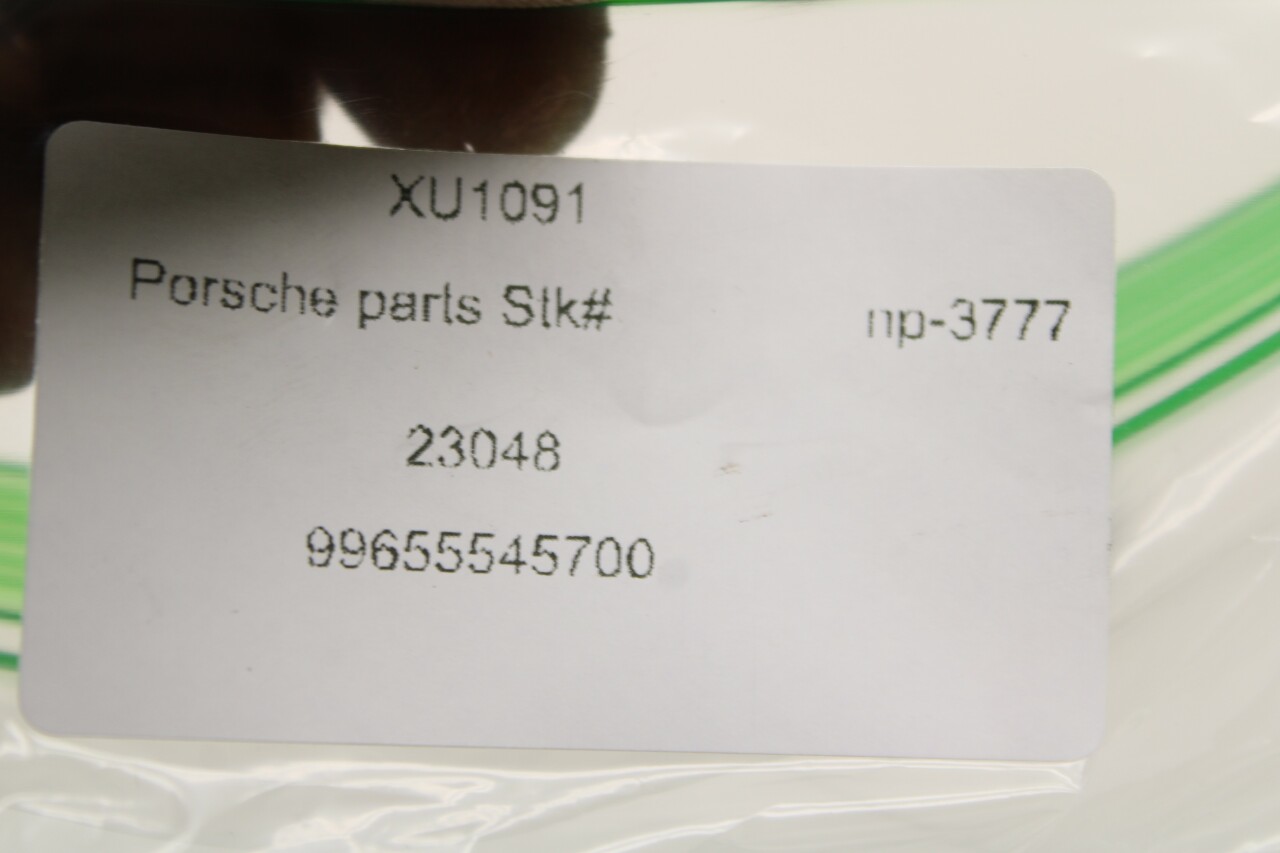 XU1091
Porsche parts Stk# np-3777
23048
99655545700